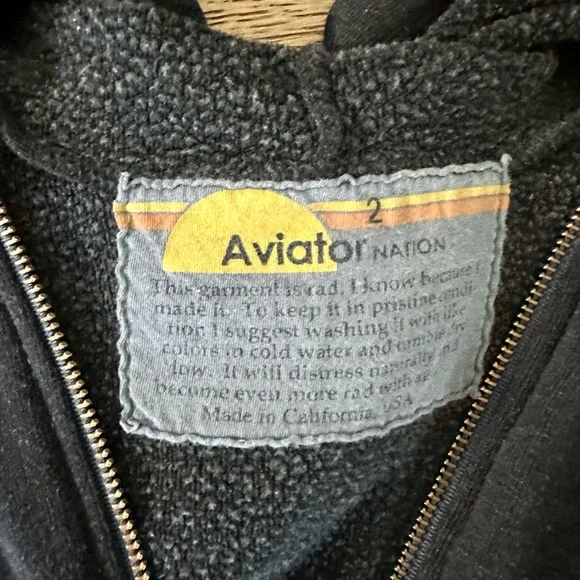 2
Aviator NATION
This garment is rad, I know because I
made it. To keep it in pristine condi-
tion I suggest washing it with like
colors in cold water and tumble dry
low. It will distress naturally and
become even more rad with age
Made in California, USA